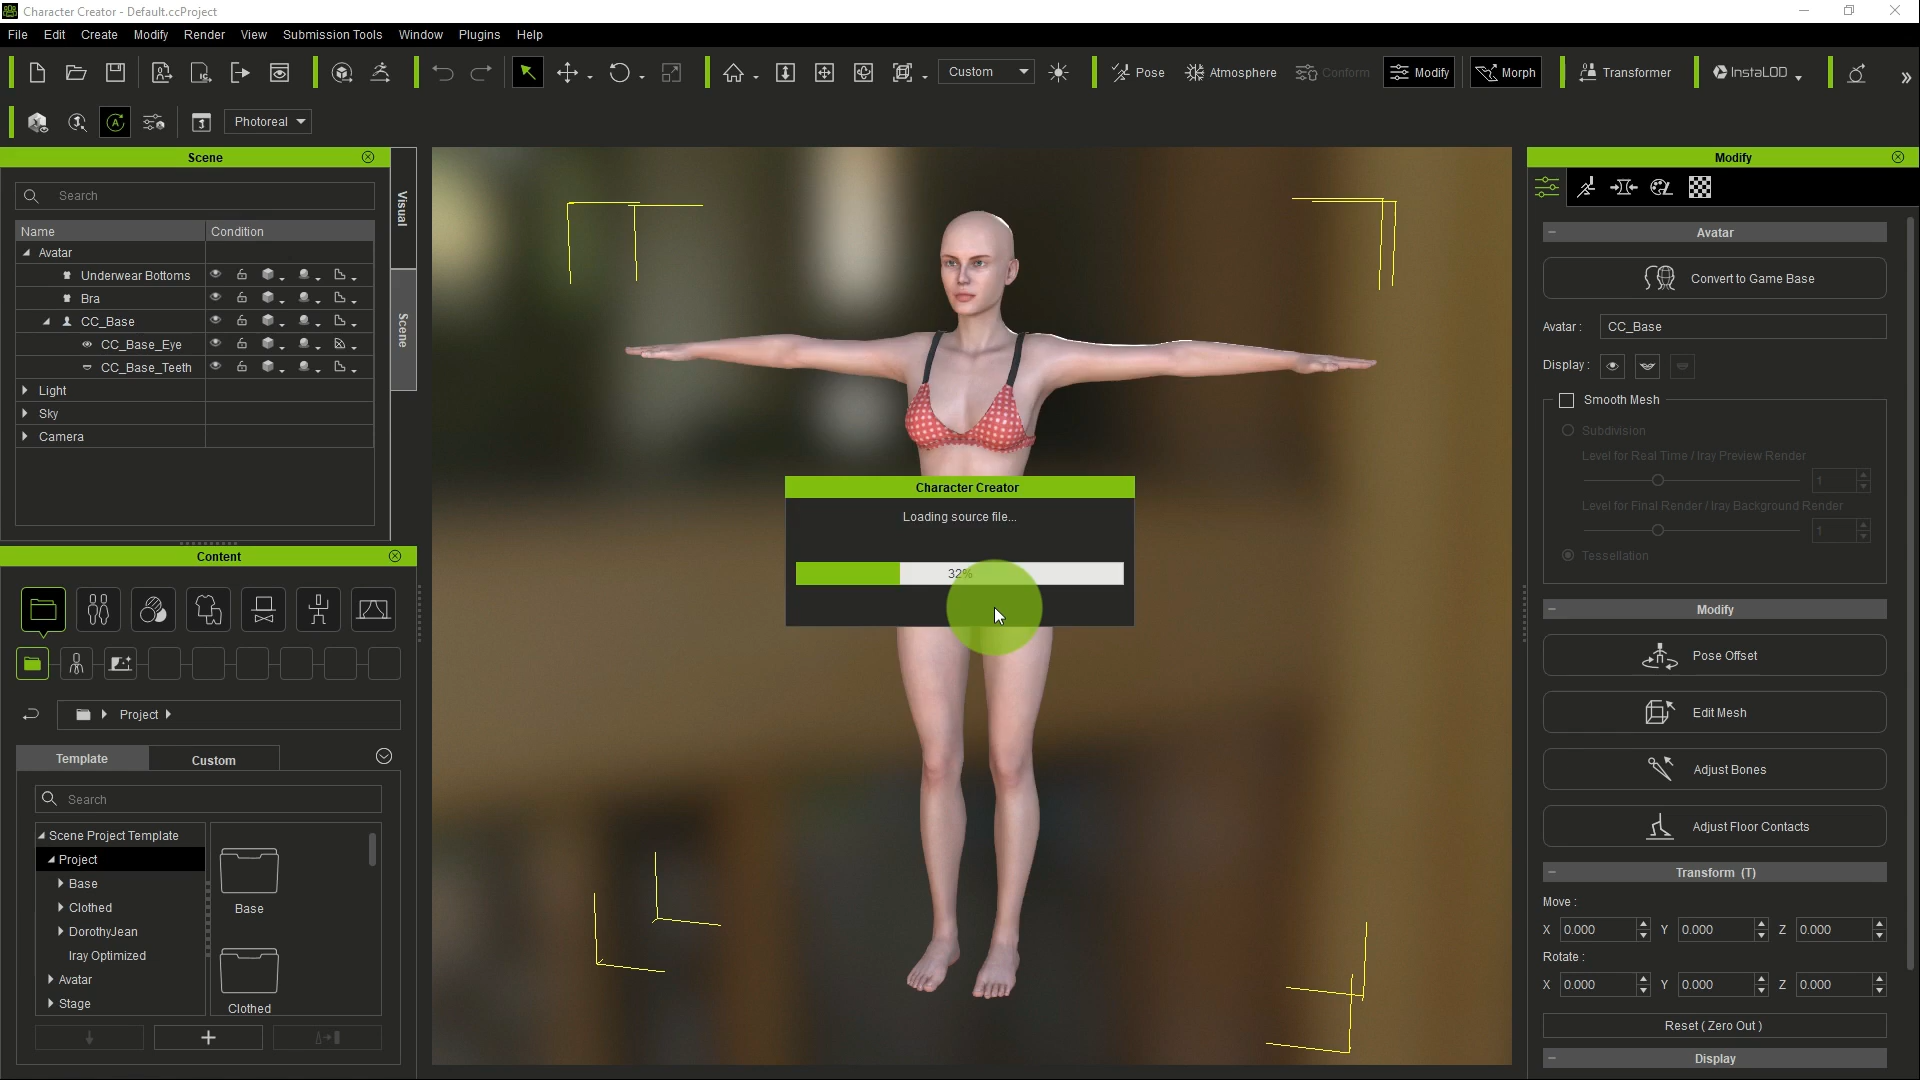 Character Creator - Default.ccProject
File Edit Create Modify Render View Submission Tools Window Plugins Help
Custom Pose Atmosphere Conform Modify Morph Transformer InstaLOD
Photoreal
Scene
Search
Name Condition
Avatar
Underwear Bottoms
Bra
CC_Base
CC_Base_Eye
CC_Base_Teeth
Light
Sky
Camera
Visual
Scene
Content
Project
Template Custom
Search
Scene Project Template
Project
Base
Clothed
DorothyJean
Iray Optimized
Avatar
Stage
Base
Clothed
Character Creator
Loading source file...
32%
Modify
Avatar
Convert to Game Base
Avatar : CC_Base
Display :
Smooth Mesh
Subdivision
Level for Real Time / Iray Preview Render
1
Level for Final Render / Iray Background Render
1
Tessellation
Modify
Pose Offset
Edit Mesh
Adjust Bones
Adjust Floor Contacts
Transform (T)
Move :
X 0.000 Y 0.000 Z 0.000
Rotate :
X 0.000 Y 0.000 Z 0.000
Reset ( Zero Out )
Display